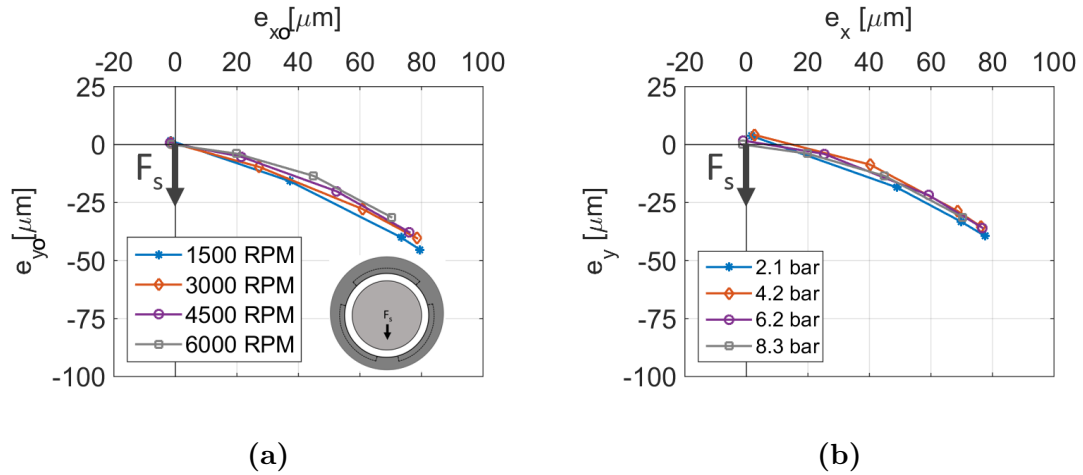 e_xo [μm]
-20 0 20 40 60 80 100
25
0
-25
-50
-75
-100
e_yo [μm]
F_s
1500 RPM
3000 RPM
4500 RPM
6000 RPM
F_s
(a)
e_x [μm]
-20 0 20 40 60 80 100
25
0
-25
-50
-75
-100
e_y [μm]
F_s
2.1 bar
4.2 bar
6.2 bar
8.3 bar
(b)